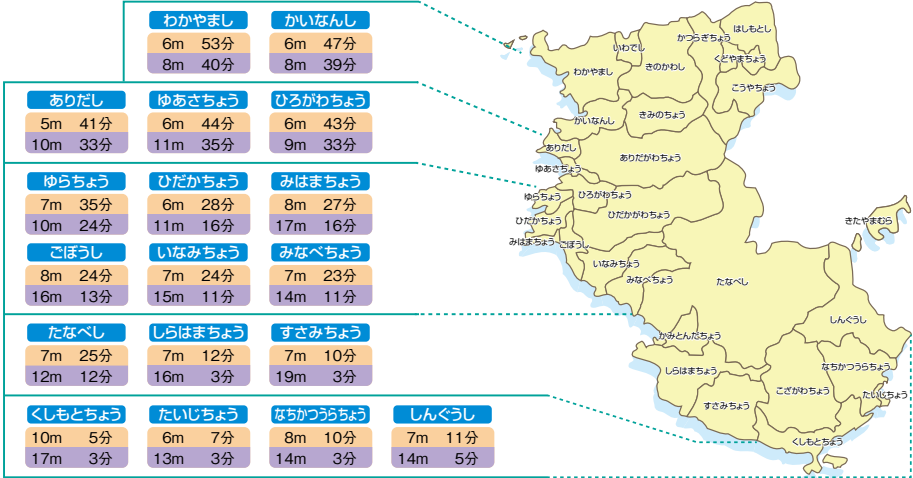 わかやまし かいなんし
6m 53分 6m 47分
8m 40分 8m 39分
ありだし ゆあさちょう ひろがわちょう
5m 41分 6m 44分 6m 43分
10m 33分 11m 35分 9m 33分
ゆらちょう ひだかちょう みはまちょう
7m 35分 6m 28分 8m 27分
10m 24分 11m 16分 17m 16分
ごぼうし いなみちょう みなべちょう
8m 24分 7m 24分 7m 23分
16m 13分 15m 11分 14m 11分
たなべし しらはまちょう すさみちょう
7m 25分 7m 12分 7m 10分
12m 12分 16m 3分 19m 3分
くしもとちょう たいじちょう なちかつうらちょう しんぐうし
10m 5分 6m 7分 8m 10分 7m 11分
17m 3分 13m 3分 14m 3分 14m 5分
はしもとし
かつらぎちょう
いわでし
くどやまちょう
きのかわし
わかやまし
こうやちょう
きみのちょう
かいなんし
ありだし
ありだがわちょう
ゆあさちょう
ゆらちょう
ひろがわちょう
ひだかがわちょう
ひだかちょう
きたやまむら
みはまちょう
ごぼうし
いなみちょう
みなべちょう
たなべし
しんぐうし
かみとんだちょう
しらはまちょう
なちかつうらちょう
こざがわちょう
たいじちょう
すさみちょう
くしもとちょう